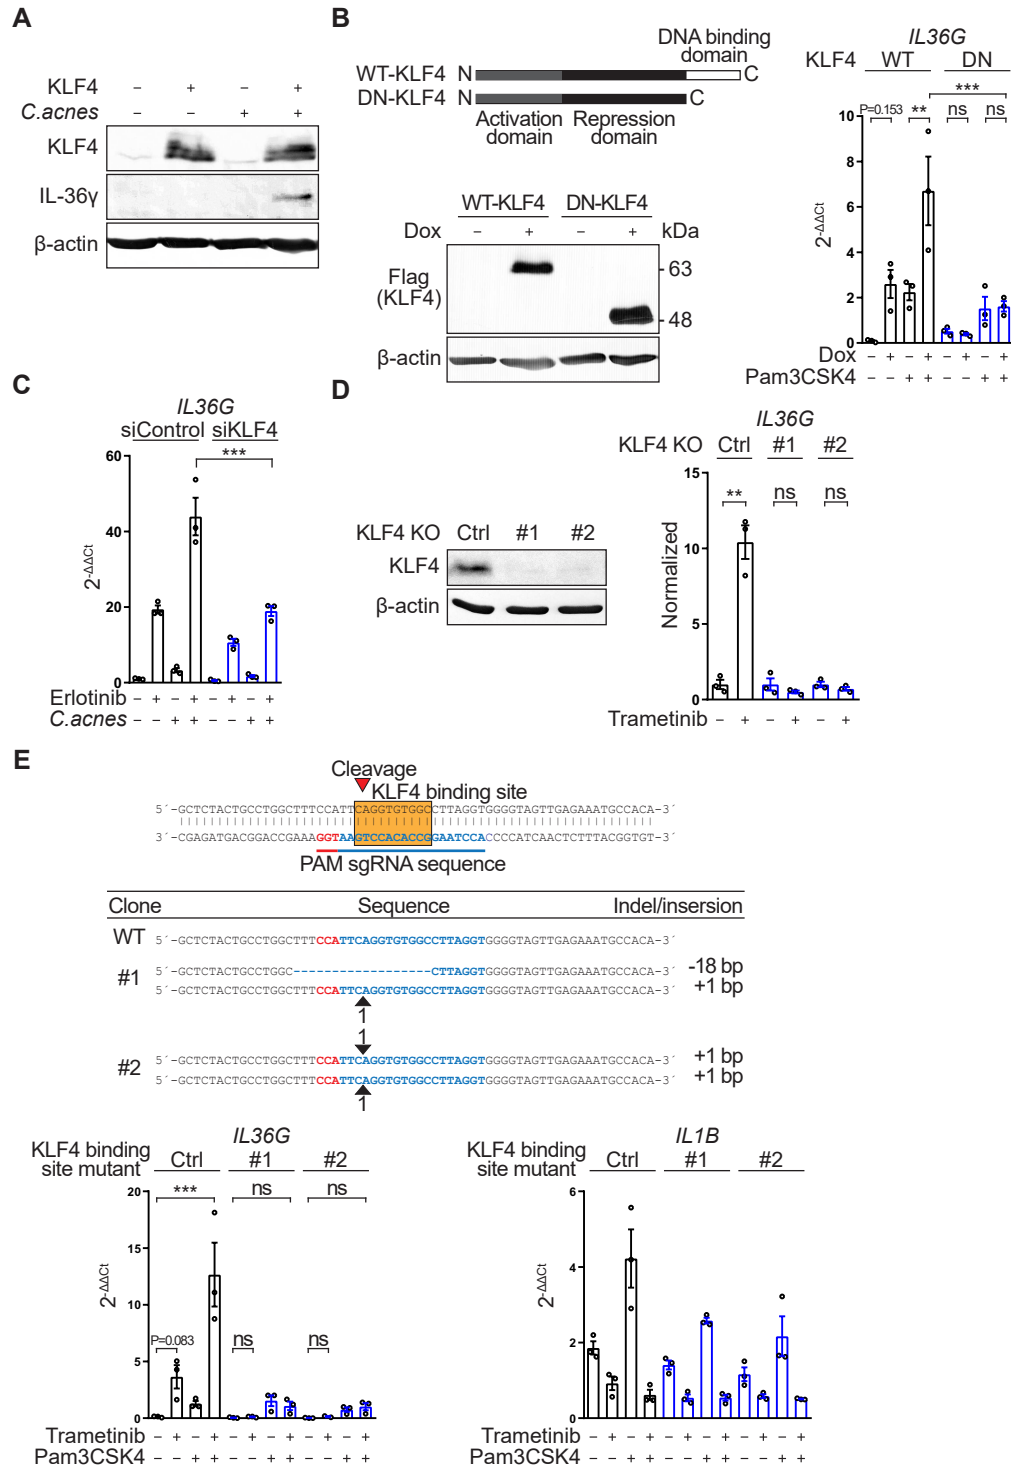 A
KLF4 – + – +
C.acnes – – + +
KLF4
IL-36γ
β-actin
B
DNA binding
domain
WT-KLF4 N C
DN-KLF4 N C
Activation Repression
domain domain
WT-KLF4 DN-KLF4
Dox – + – + kDa
Flag
(KLF4)
63
48
β-actin
IL36G
KLF4 WT DN
***
P=0.153 ** ns ns
2-ΔΔCt
10
8
6
4
2
0
Dox – + – + – + – +
Pam3CSK4 – – + + – – + +
C
IL36G
siControl siKLF4
***
2-ΔΔCt
60
40
20
0
Erlotinib – + – + – + – +
C.acnes – – + + – – + +
D
KLF4 KO Ctrl #1 #2
KLF4
β-actin
IL36G
KLF4 KO Ctrl #1 #2
** ns ns
Normalized
15
10
5
0
Trametinib – + – + – +
E
Cleavage
KLF4 binding site
5´-GCTCTACTGCCTGGCTTTCCATTCAGGTGTGGCCTTAGGTGGGGTAGTTGAGAAATGCCACA-3´
3´-CGAGATGACGGACCGAAAGGTAAGTCCACACCGGAATCCACCCCATCAACTCTTTACGGTGT-5´
PAM sgRNA sequence
Clone Sequence Indel/insertion
WT 5´-GCTCTACTGCCTGGCTTTCCATTCAGGTGTGGCCTTAGGTGGGGTAGTTGAGAAATGCCACA-3´
#1
5´-GCTCTACTGCCTGGC------------------CTTAGGTGGGGTAGTTGAGAAATGCCACA-3´ -18 bp
5´-GCTCTACTGCCTGGCTTTCCATTCAGGTGTGGCCTTAGGTGGGGTAGTTGAGAAATGCCACA-3´ +1 bp
1
1
#2
5´-GCTCTACTGCCTGGCTTTCCATTCAGGTGTGGCCTTAGGTGGGGTAGTTGAGAAATGCCACA-3´ +1 bp
5´-GCTCTACTGCCTGGCTTTCCATTCAGGTGTGGCCTTAGGTGGGGTAGTTGAGAAATGCCACA-3´ +1 bp
1
IL36G
KLF4 binding
site mutant Ctrl #1 #2
*** ns ns
P=0.083 ns ns
2-ΔΔCt
20
15
10
5
0
Trametinib – + – + – + – + – + – +
Pam3CSK4 – – + + – – + + – – + +
IL1B
KLF4 binding
site mutant Ctrl #1 #2
2-ΔΔCt
6
4
2
0
Trametinib – + – + – + – + – + – +
Pam3CSK4 – – + + – – + + – – + +